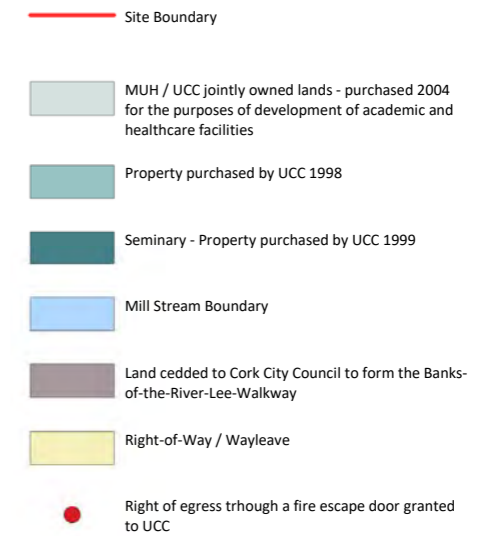 Site Boundary
MUH / UCC jointly owned lands - purchased 2004
for the purposes of development of academic and
healthcare facilities
Property purchased by UCC 1998
Seminary - Property purchased by UCC 1999
Mill Stream Boundary
Land cedded to Cork City Council to form the Banks-
of-the-River-Lee-Walkway
Right-of-Way / Wayleave
Right of egress trhough a fire escape door granted
to UCC